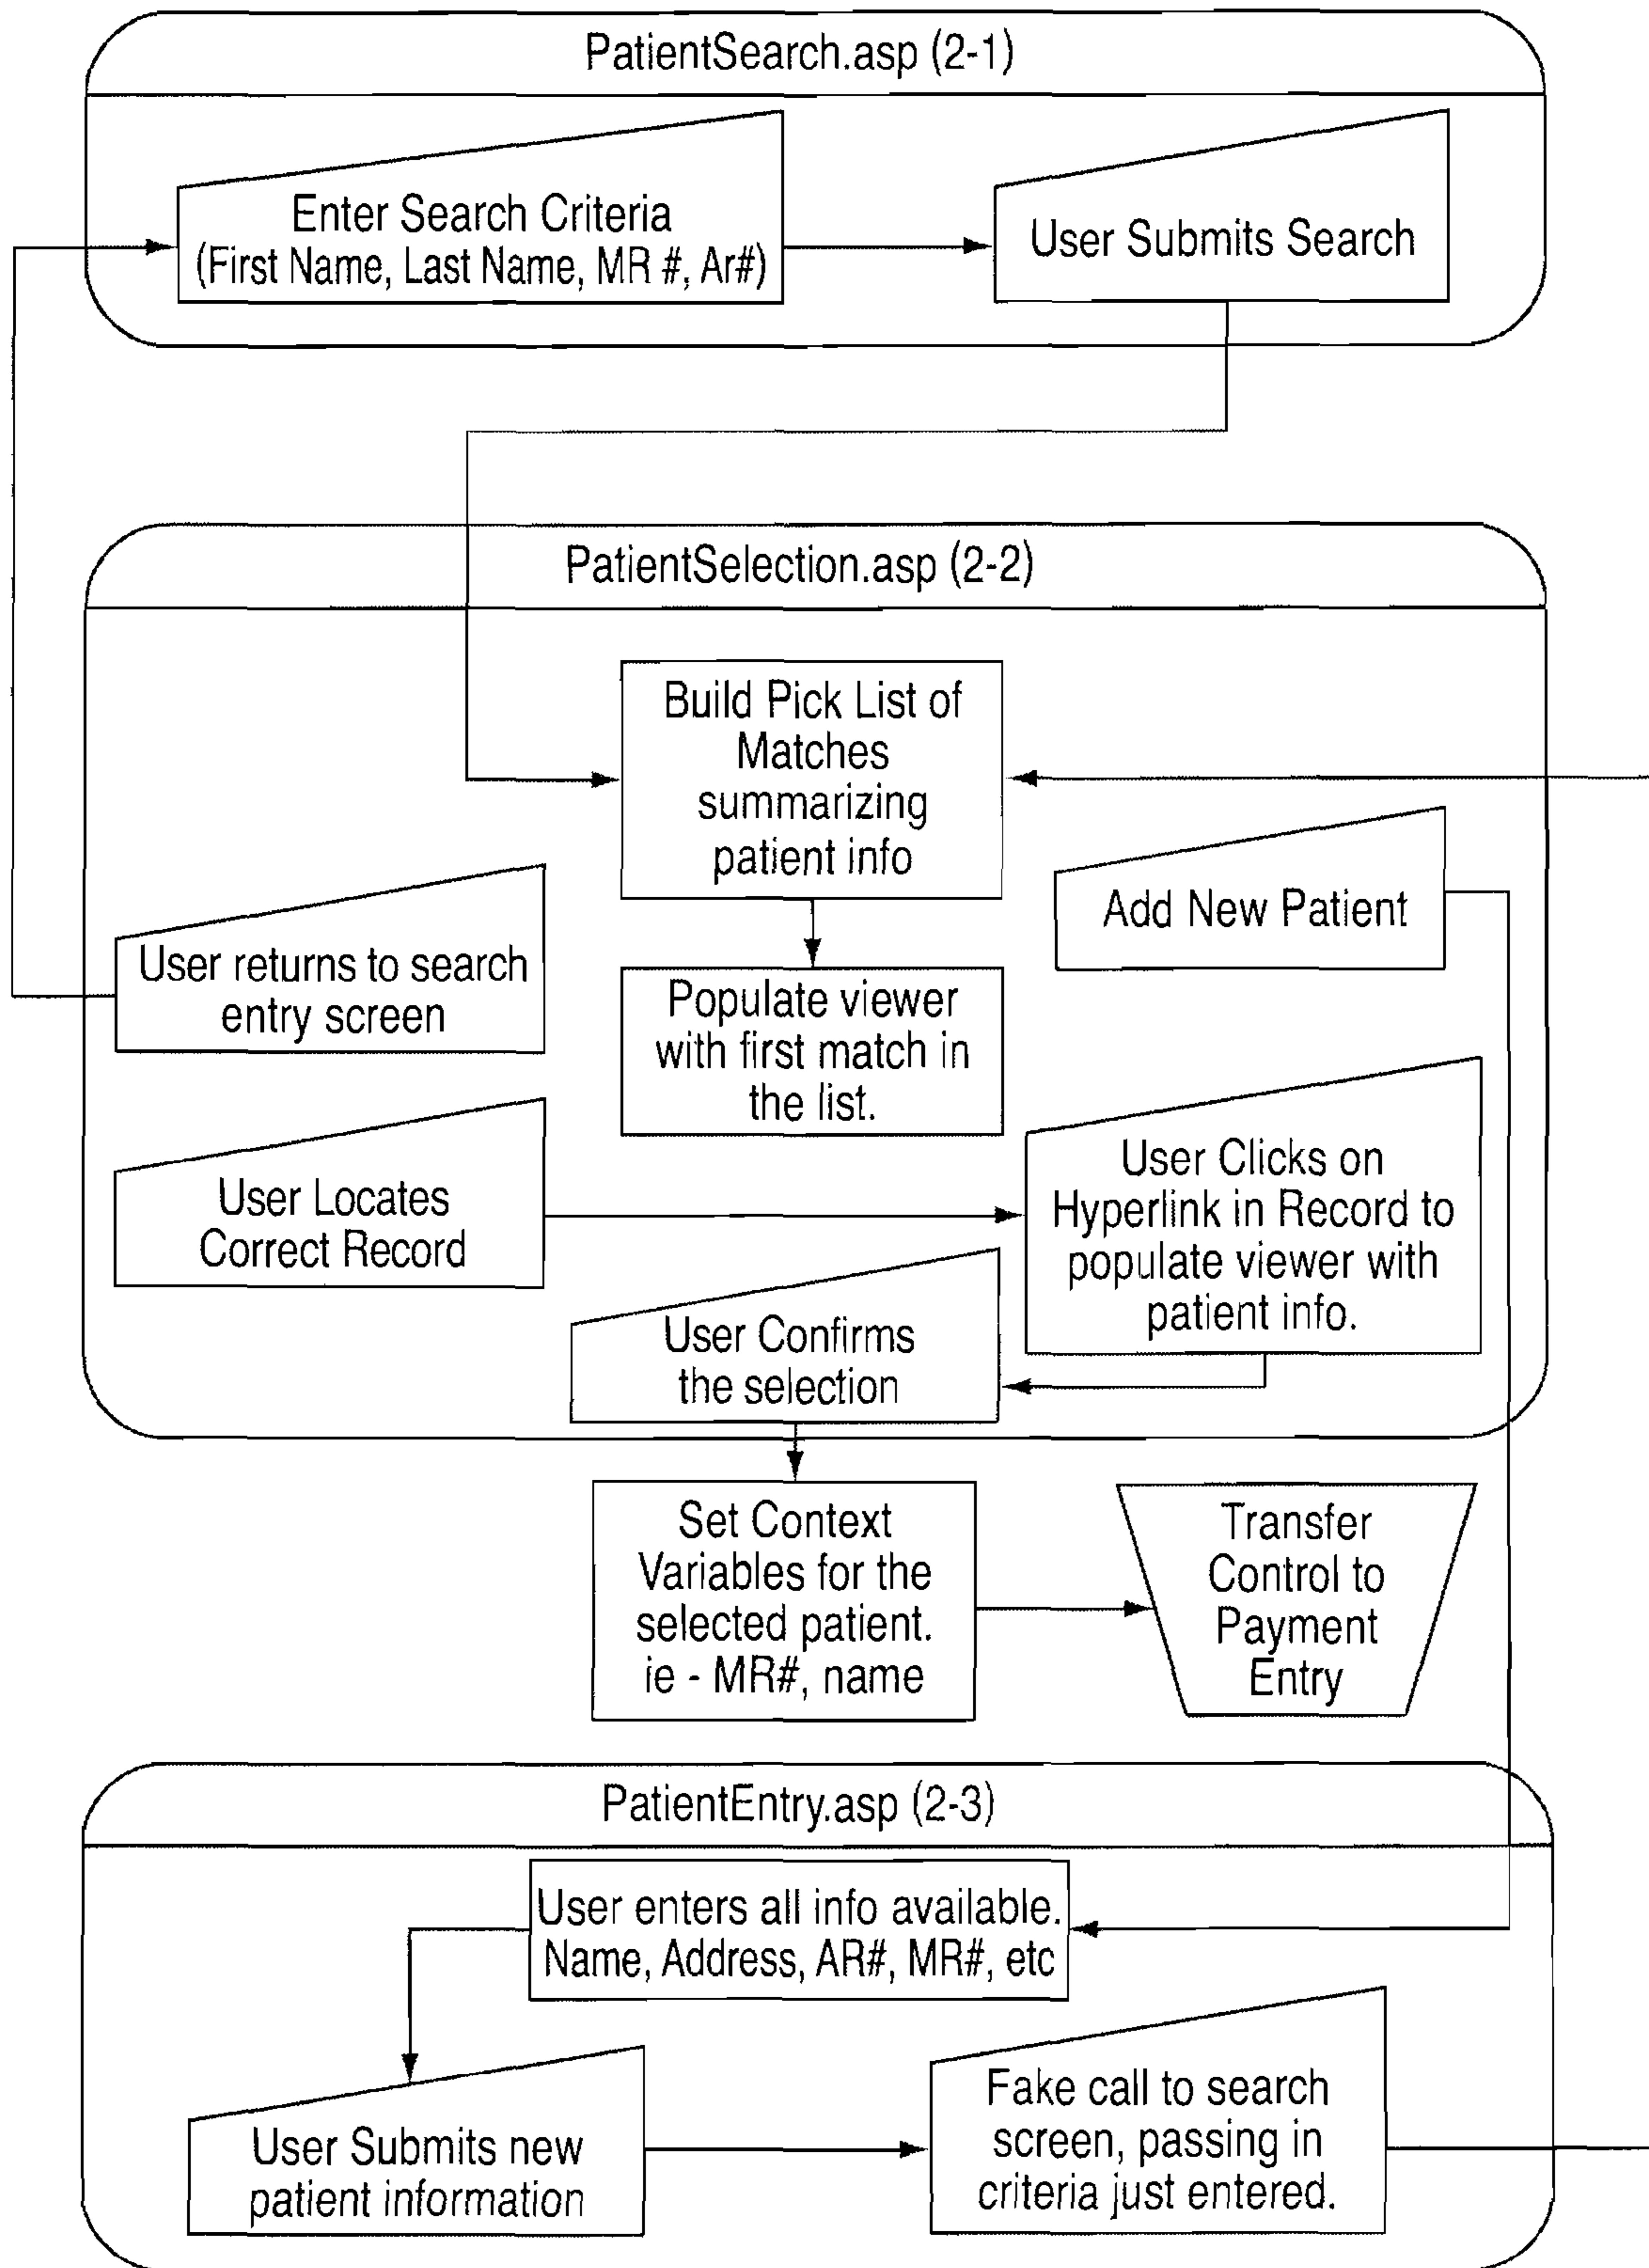 PatientSearch.asp (2-1)
Enter Search Criteria
(First Name, Last Name, MR #, Ar#)
User Submits Search
PatientSelection.asp (2-2)
Build Pick List of
Matches
summarizing
patient info
Add New Patient
User returns to search
entry screen
Populate viewer
with first match in
the list.
User Locates
Correct Record
User Clicks on
Hyperlink in Record to
populate viewer with
patient info.
User Confirms
the selection
Set Context
Variables for the
selected patient.
ie - MR#, name
Transfer
Control to
Payment
Entry
PatientEntry.asp (2-3)
User enters all info available.
Name, Address, AR#, MR#, etc
User Submits new
patient information
Fake call to search
screen, passing in
criteria just entered.